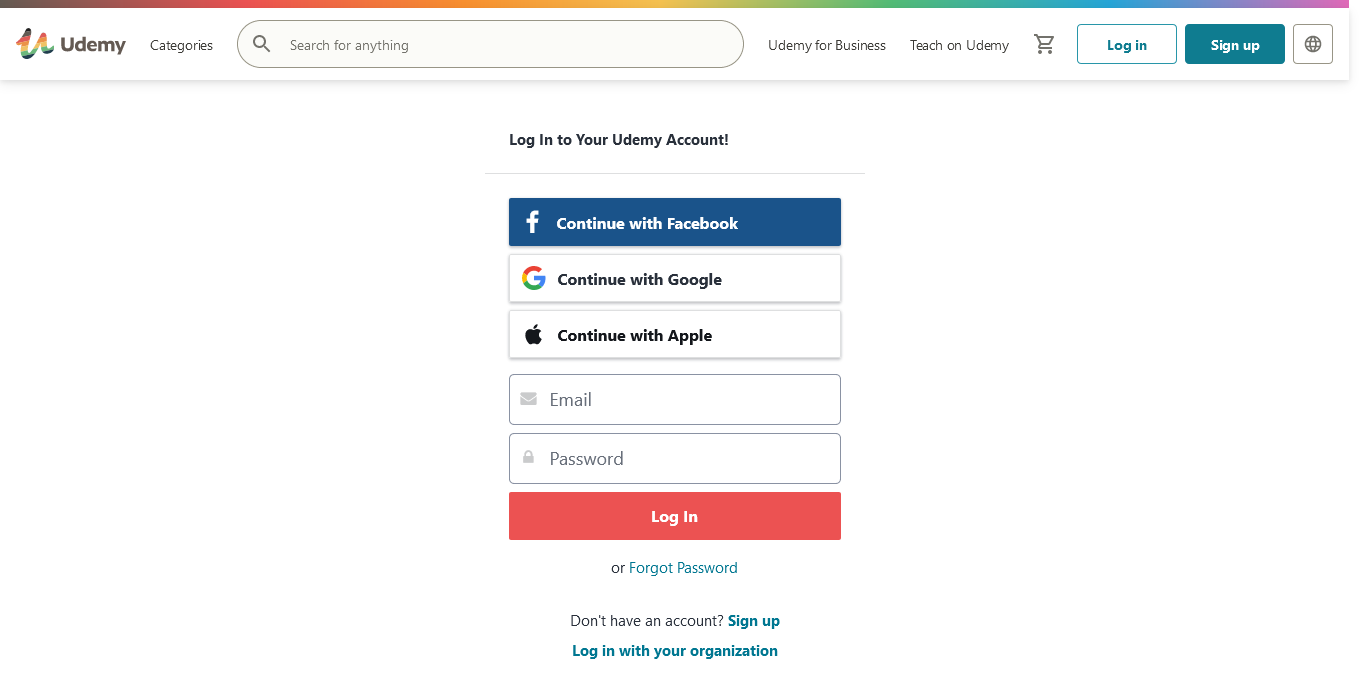 Udemy Categories Search for anything Udemy for Business Teach on Udemy Log in Sign up
Log In to Your Udemy Account!
Continue with Facebook
Continue with Google
Continue with Apple
Email
Password
Log In
or Forgot Password
Don't have an account? Sign up
Log in with your organization